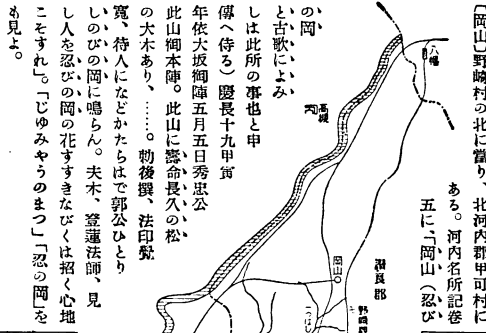 〔岡山〕野崎村の北に當り、北河内郡甲可村に
ある。河内名所記卷
五に、「岡山（忍び
の岡
と古歌によみ
しは此所の事也と申
傳へ侍る）慶長十九甲寅
年依大坂御陣五月五日秀忠公
此山御本陣。此山に壽命長久の松
の大木あり、……。勅後撰、法印覺
寬、待人になどかたらはで郭公ひとり
しのびの岡に鳴らん。夫木、登蓮法師、見
し人を忍びの岡の花すすきなびくは招く心地
こそすれ」。「じゆみやうのまつ」「忍の岡」を
も見よ。
八幡
高槻
岡山
讚良郡
野崎